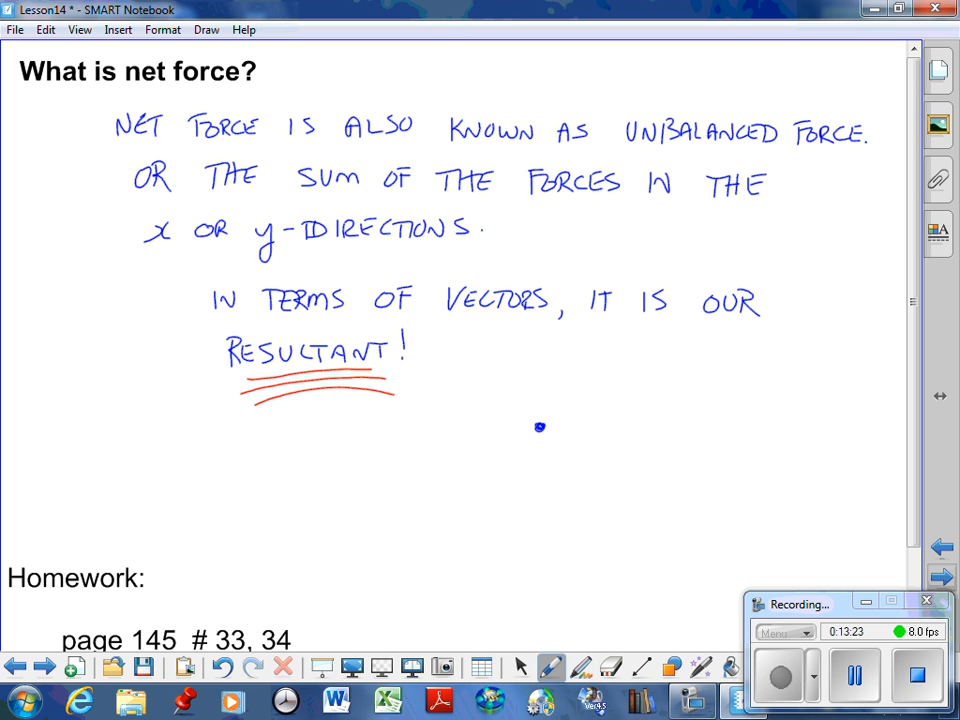 Lesson14 * - SMART Notebook
File Edit View Insert Format Draw Help
What is net force?
NET FORCE IS ALSO KNOWN AS UNBALANCED FORCE.
OR THE SUM OF THE FORCES IN THE
x OR y-DIRECTIONS.
IN TERMS OF VECTORS, IT IS OUR
RESULTANT!
Homework:
page 145 # 33, 34
Recording...
Menu 0:13:23 8.0 fps